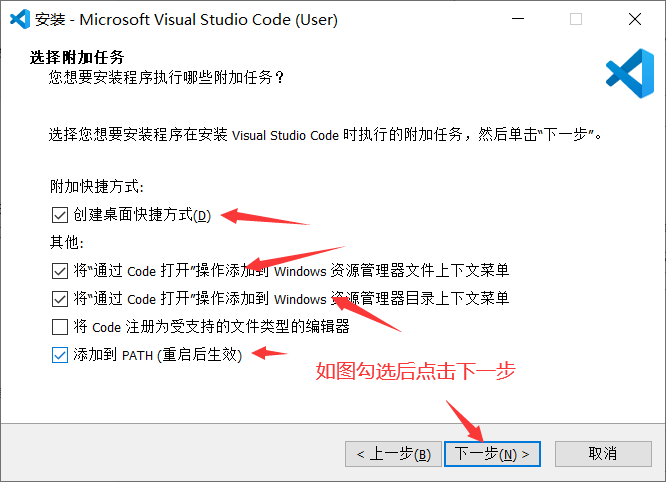 安装 - Microsoft Visual Studio Code (User)
选择附加任务
您想要安装程序执行哪些附加任务？
选择您想要安装程序在安装 Visual Studio Code 时执行的附加任务，然后单击“下一步”。
附加快捷方式:
创建桌面快捷方式(D)
其他:
将“通过 Code 打开”操作添加到 Windows 资源管理器文件上下文菜单
将“通过 Code 打开”操作添加到 Windows 资源管理器目录上下文菜单
将 Code 注册为受支持的文件类型的编辑器
添加到 PATH (重启后生效)
如图勾选后点击下一步
< 上一步(B) 下一步(N) > 取消